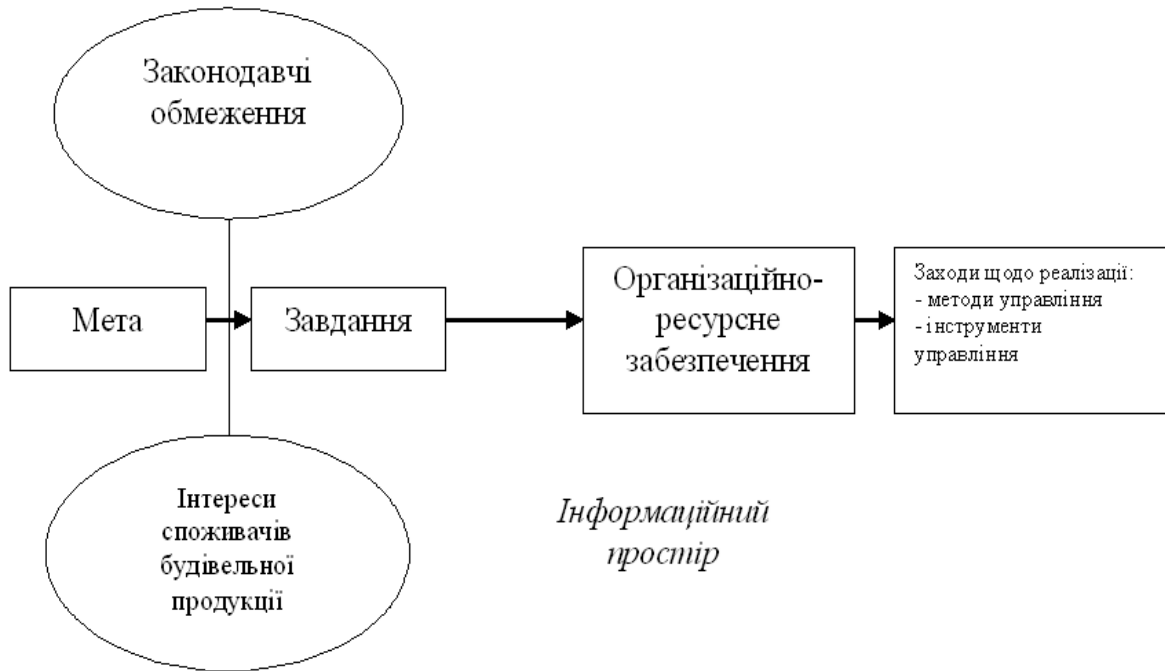 Законодавчі
обмеження
Мета
Завдання
Організаційно-
ресурсне
забезпечення
Заходи щодо реалізації:
- методи управління
- інструменти
управління
Інтереси
споживачів
будівельної
продукції
Інформаційний
простір